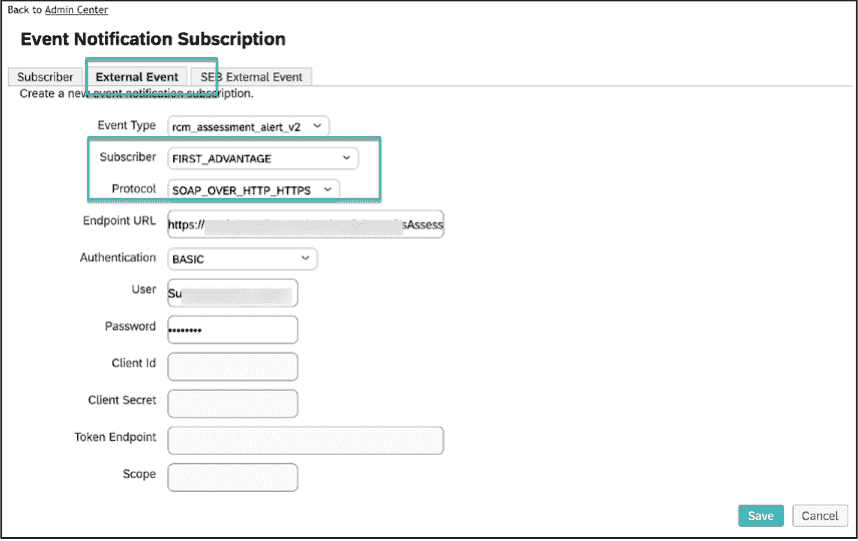 Back to Admin Center
Event Notification Subscription
Subscriber External Event SEB External Event
Create a new event notification subscription.
Event Type rcm_assessment_alert_v2
Subscriber FIRST_ADVANTAGE
Protocol SOAP_OVER_HTTP_HTTPS
Endpoint URL https:// sAssess
Authentication BASIC
User Su
Password ••••••••
Client Id
Client Secret
Token Endpoint
Scope
Save Cancel